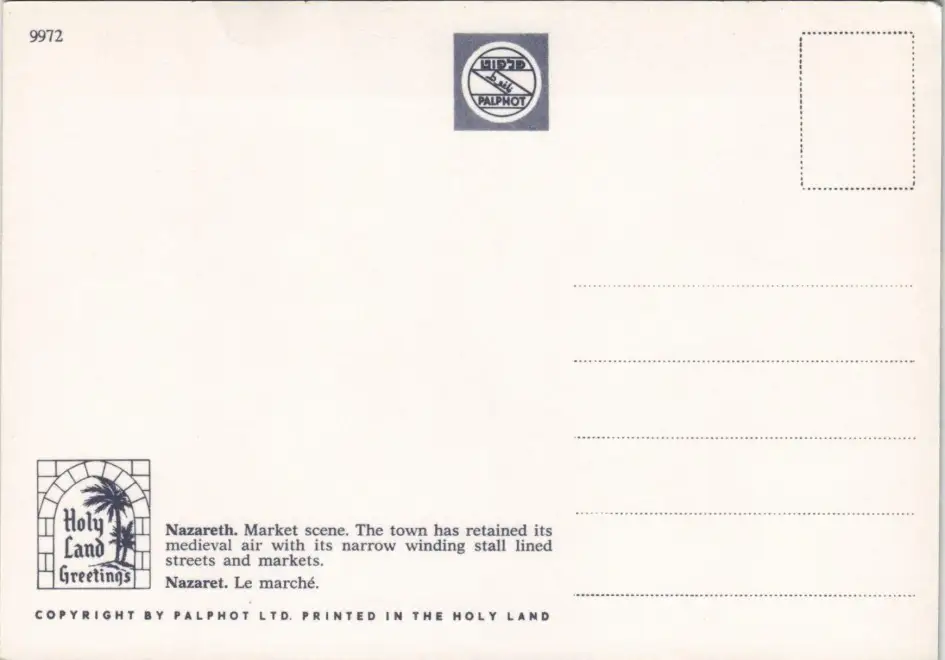 9972
פלפוט
PALPHOT
Holy
Land
Greetings
Nazareth. Market scene. The town has retained its
medieval air with its narrow winding stall lined
streets and markets.
Nazaret. Le marché.
COPYRIGHT BY PALPHOT LTD. PRINTED IN THE HOLY LAND